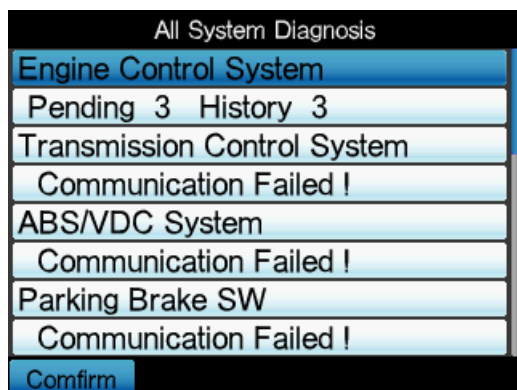 All System Diagnosis
Engine Control System
Pending 3 History 3
Transmission Control System
Communication Failed !
ABS/VDC System
Communication Failed !
Parking Brake SW
Communication Failed !
Comfirm